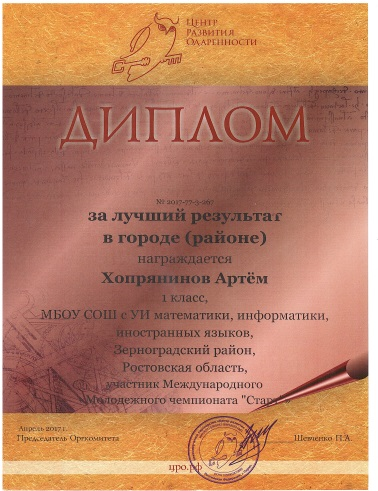 Центр
Развития
Одаренности
ДИПЛОМ
№ 2017-77-3-267
за лучший результат
в городе (районе)
награждается
Хопрянинов Артём
1 класс,
МБОУ СОШ с УИ математики, информатики,
иностранных языков,
Зерноградский район,
Ростовская область,
участник Международного
Молодежного чемпионата "Старт"
Апрель 2017 г.
Председатель Оргкомитета
Шевченко П.А.
цро.рф